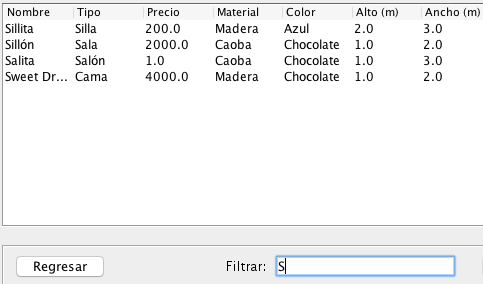 Nombre Tipo Precio Material Color Alto (m) Ancho (m)
Sillita Silla 200.0 Madera Azul 2.0 3.0
Sillón Sala 2000.0 Caoba Chocolate 1.0 2.0
Salita Salón 1.0 Caoba Chocolate 1.0 3.0
Sweet Dr... Cama 4000.0 Madera Chocolate 1.0 2.0
Regresar Filtrar: S